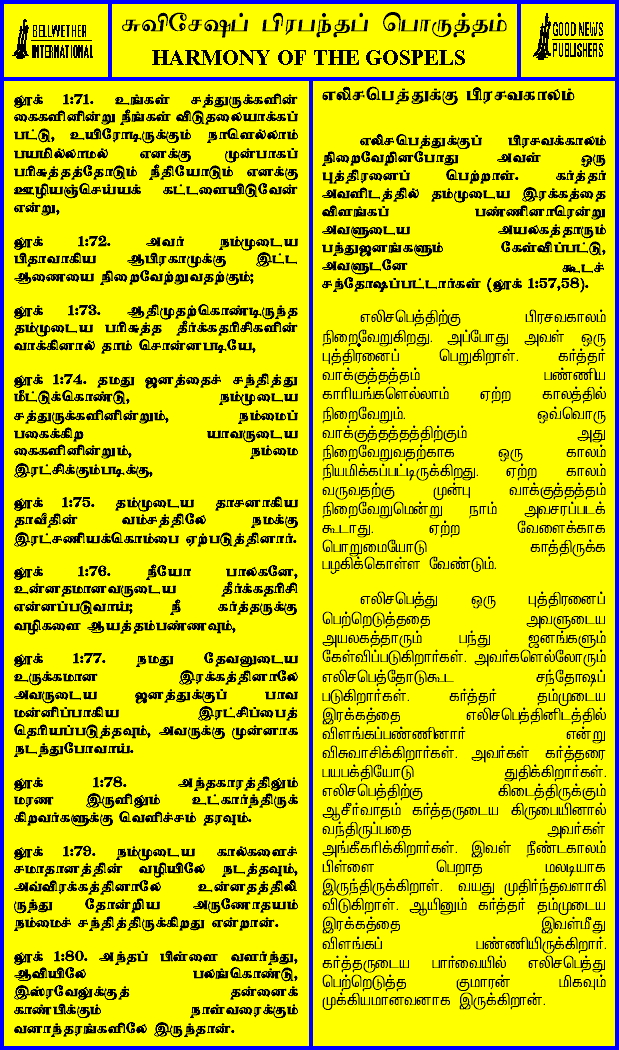 BELLWETHER
INTERNATIONAL
சுவிசேஷப் பிரபந்தப் பொருத்தம்
HARMONY OF THE GOSPELS
GOOD NEWS
PUBLISHERS
லூக் 1:71. உங்கள் சத்துருக்களின்
கைகளினின்று நீங்கள் விடுதலையாக்கப்
பட்டு, உயிரோடிருக்கும் நாளெல்லாம்
பயமில்லாமல் எனக்கு முன்பாகப்
பரிசுத்தத்தோடும் நீதியோடும் எனக்கு
ஊழியஞ்செய்யக் கட்டளையிடுவேன்
என்று,
லூக் 1:72. அவர் நம்முடைய
பிதாவாகிய ஆபிரகாமுக்கு இட்ட
ஆணையை நிறைவேற்றுவதற்கும்;
லூக் 1:73. ஆதிமுதற்கொண்டிருந்த
தம்முடைய பரிசுத்த தீர்க்கதரிசிகளின்
வாக்கினால் தாம் சொன்னபடியே,
லூக் 1:74. தமது ஜனத்தைச் சந்தித்து
மீட்டுக்கொண்டு, நம்முடைய
சத்துருக்களினின்றும், நம்மைப்
பகைக்கிற யாவருடைய
கைகளினின்றும், நம்மை
இரட்சிக்கும்படிக்கு,
லூக் 1:75. தம்முடைய தாசனாகிய
தாவீதின் வம்சத்திலே நமக்கு
இரட்சணியக்கொம்பை ஏற்படுத்தினார்.
லூக் 1:76. நீயோ பாலகனே,
உன்னதமானவருடைய தீர்க்கதரிசி
என்னப்படுவாய்; நீ கர்த்தருக்கு
வழிகளை ஆயத்தம்பண்ணவும்,
லூக் 1:77. நமது தேவனுடைய
உருக்கமான இரக்கத்தினாலே
அவருடைய ஜனத்துக்குப் பாவ
மன்னிப்பாகிய இரட்சிப்பைத்
தெரியப்படுத்தவும், அவருக்கு முன்னாக
நடந்துபோவாய்.
லூக் 1:78. அந்தகாரத்திலும்
மரண இருளிலும் உட்கார்ந்திருக்
கிறவர்களுக்கு வெளிச்சம் தரவும்.
லூக் 1:79. நம்முடைய கால்களைச்
சமாதானத்தின் வழியிலே நடத்தவும்,
அவ்விரக்கத்தினாலே உன்னதத்திலி
ருந்து தோன்றிய அருணோதயம்
நம்மைச் சந்தித்திருக்கிறது என்றான்.
லூக் 1:80. அந்தப் பிள்ளை வளர்ந்து,
ஆவியிலே பலங்கொண்டு,
இஸ்ரவேலுக்குத் தன்னைக்
காண்பிக்கும் நாள்வரைக்கும்
வனாந்தரங்களிலே இருந்தான்.
எலிசபெத்துக்கு பிரசவகாலம்
எலிசபெத்துக்குப் பிரசவக்காலம்
நிறைவேறினபோது அவள் ஒரு
புத்திரனைப் பெற்றாள். கர்த்தர்
அவளிடத்தில் தம்முடைய இரக்கத்தை
விளங்கப் பண்ணினாரென்று
அவளுடைய அயலகத்தாரும்
பந்துஜனங்களும் கேள்விப்பட்டு,
அவளுடனே கூடச்
சந்தோஷப்பட்டார்கள் (லூக் 1:57,58).
எலிசபெத்திற்கு பிரசவகாலம்
நிறைவேறுகிறது. அப்போது அவள் ஒரு
புத்திரனைப் பெறுகிறாள். கர்த்தர்
வாக்குத்தத்தம் பண்ணிய
காரியங்களெல்லாம் ஏற்ற காலத்தில்
நிறைவேறும். ஒவ்வொரு
வாக்குத்தத்தத்திற்கும் அது
நிறைவேறுவதற்காக ஒரு காலம்
நியமிக்கப்பட்டிருக்கிறது. ஏற்ற காலம்
வருவதற்கு முன்பு வாக்குத்தத்தம்
நிறைவேறுமென்று நாம் அவசரப்படக்
கூடாது. ஏற்ற வேளைக்காக
பொறுமையோடு காத்திருக்க
பழகிக்கொள்ள வேண்டும்.
எலிசபெத்து ஒரு புத்திரனைப்
பெற்றெடுத்ததை அவளுடைய
அயலகத்தாரும் பந்து ஜனங்களும்
கேள்விப்படுகிறார்கள். அவர்களெல்லோரும்
எலிசபெத்தோடுகூட சந்தோஷப்
படுகிறார்கள். கர்த்தர் தம்முடைய
இரக்கத்தை எலிசபெத்தினிடத்தில்
விளங்கப்பண்ணினார் என்று
விசுவாசிக்கிறார்கள். அவர்கள் கர்த்தரை
பயபக்தியோடு துதிக்கிறார்கள்.
எலிசபெத்திற்கு கிடைத்திருக்கும்
ஆசீர்வாதம் கர்த்தருடைய கிருபையினால்
வந்திருப்பதை அவர்கள்
அங்கீகரிக்கிறார்கள். இவள் நீண்டகாலம்
பிள்ளை பெறாத மலடியாக
இருந்திருக்கிறாள். வயது முதிர்ந்தவளாகி
விடுகிறாள். ஆயினும் கர்த்தர் தம்முடைய
இரக்கத்தை இவள்மீது
விளங்கப் பண்ணியிருக்கிறார்.
கர்த்தருடைய பார்வையில் எலிசபெத்து
பெற்றெடுத்த குமாரன் மிகவும்
முக்கியமானவனாக இருக்கிறான்.